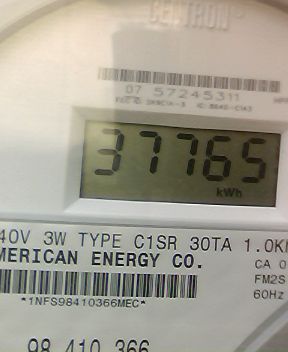 CENTRON®
07 57245311
37765
kWh
40V 3W TYPE C1SR 30TA 1.0K
MERICAN ENERGY CO.
CA 0
FM2S
60Hz
*1NFS98410366MEC*
98 410 366